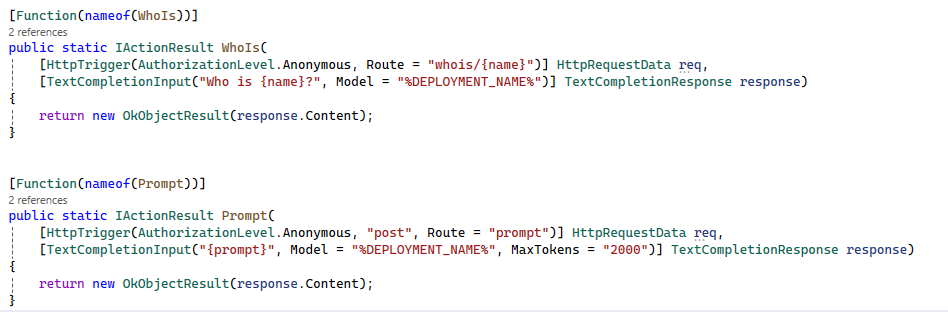 [Function(nameof(WhoIs))]
2 references
public static IActionResult WhoIs(
[HttpTrigger(AuthorizationLevel.Anonymous, Route = "whois/{name}")] HttpRequestData req,
[TextCompletionInput("Who is {name}?", Model = "%DEPLOYMENT_NAME%")] TextCompletionResponse response)
{
return new OkObjectResult(response.Content);
}
[Function(nameof(Prompt))]
2 references
public static IActionResult Prompt(
[HttpTrigger(AuthorizationLevel.Anonymous, "post", Route = "prompt")] HttpRequestData req,
[TextCompletionInput("{prompt}", Model = "%DEPLOYMENT_NAME%", MaxTokens = "2000")] TextCompletionResponse response)
{
return new OkObjectResult(response.Content);
}